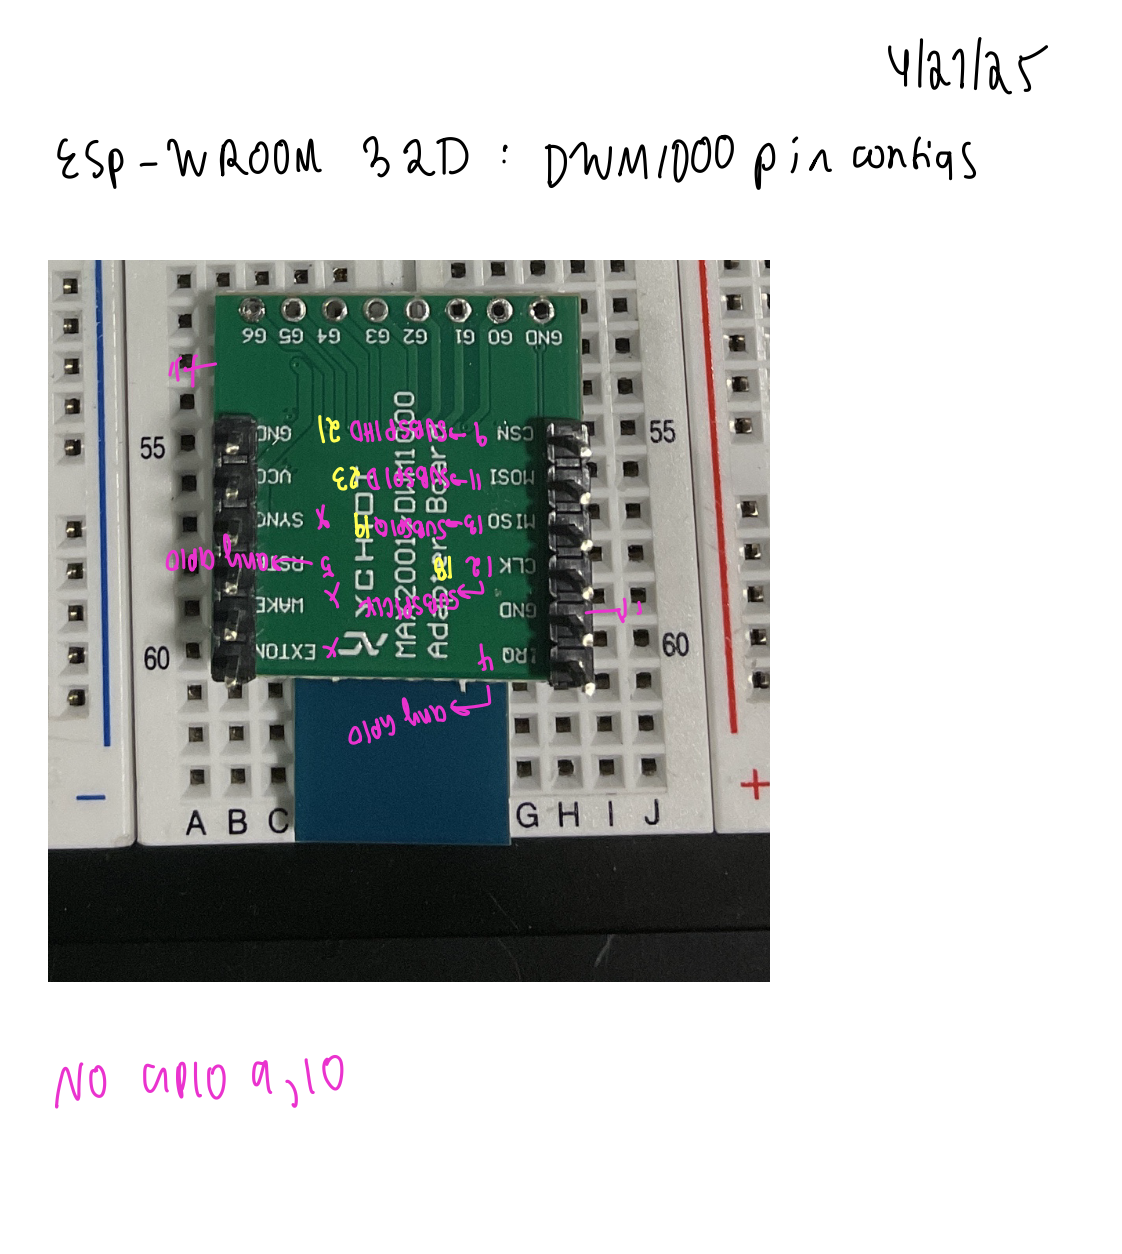 4/27/25
ESP-WROOM 32D : DWM1000 pin configs
G6 G5 G4 G3 G2 G1 G0 GND
GND 21 SUBSPIHD ← 9 CSN
VCC 23 SUBSPID ← 11 MOSI
SYNC x 19 SUBSPIQ ← 13 MISO
any GPIO ← RST 5 18 12 CLK
WAKE x SUBSPICLK ← GND
EXTON x 4 IRQ
any GPIO ←
XCHOT
MAX2001/DWM1000
Adapter Board
55 55
60 60
A B C G H I J
− +
NO GPIO 9,10